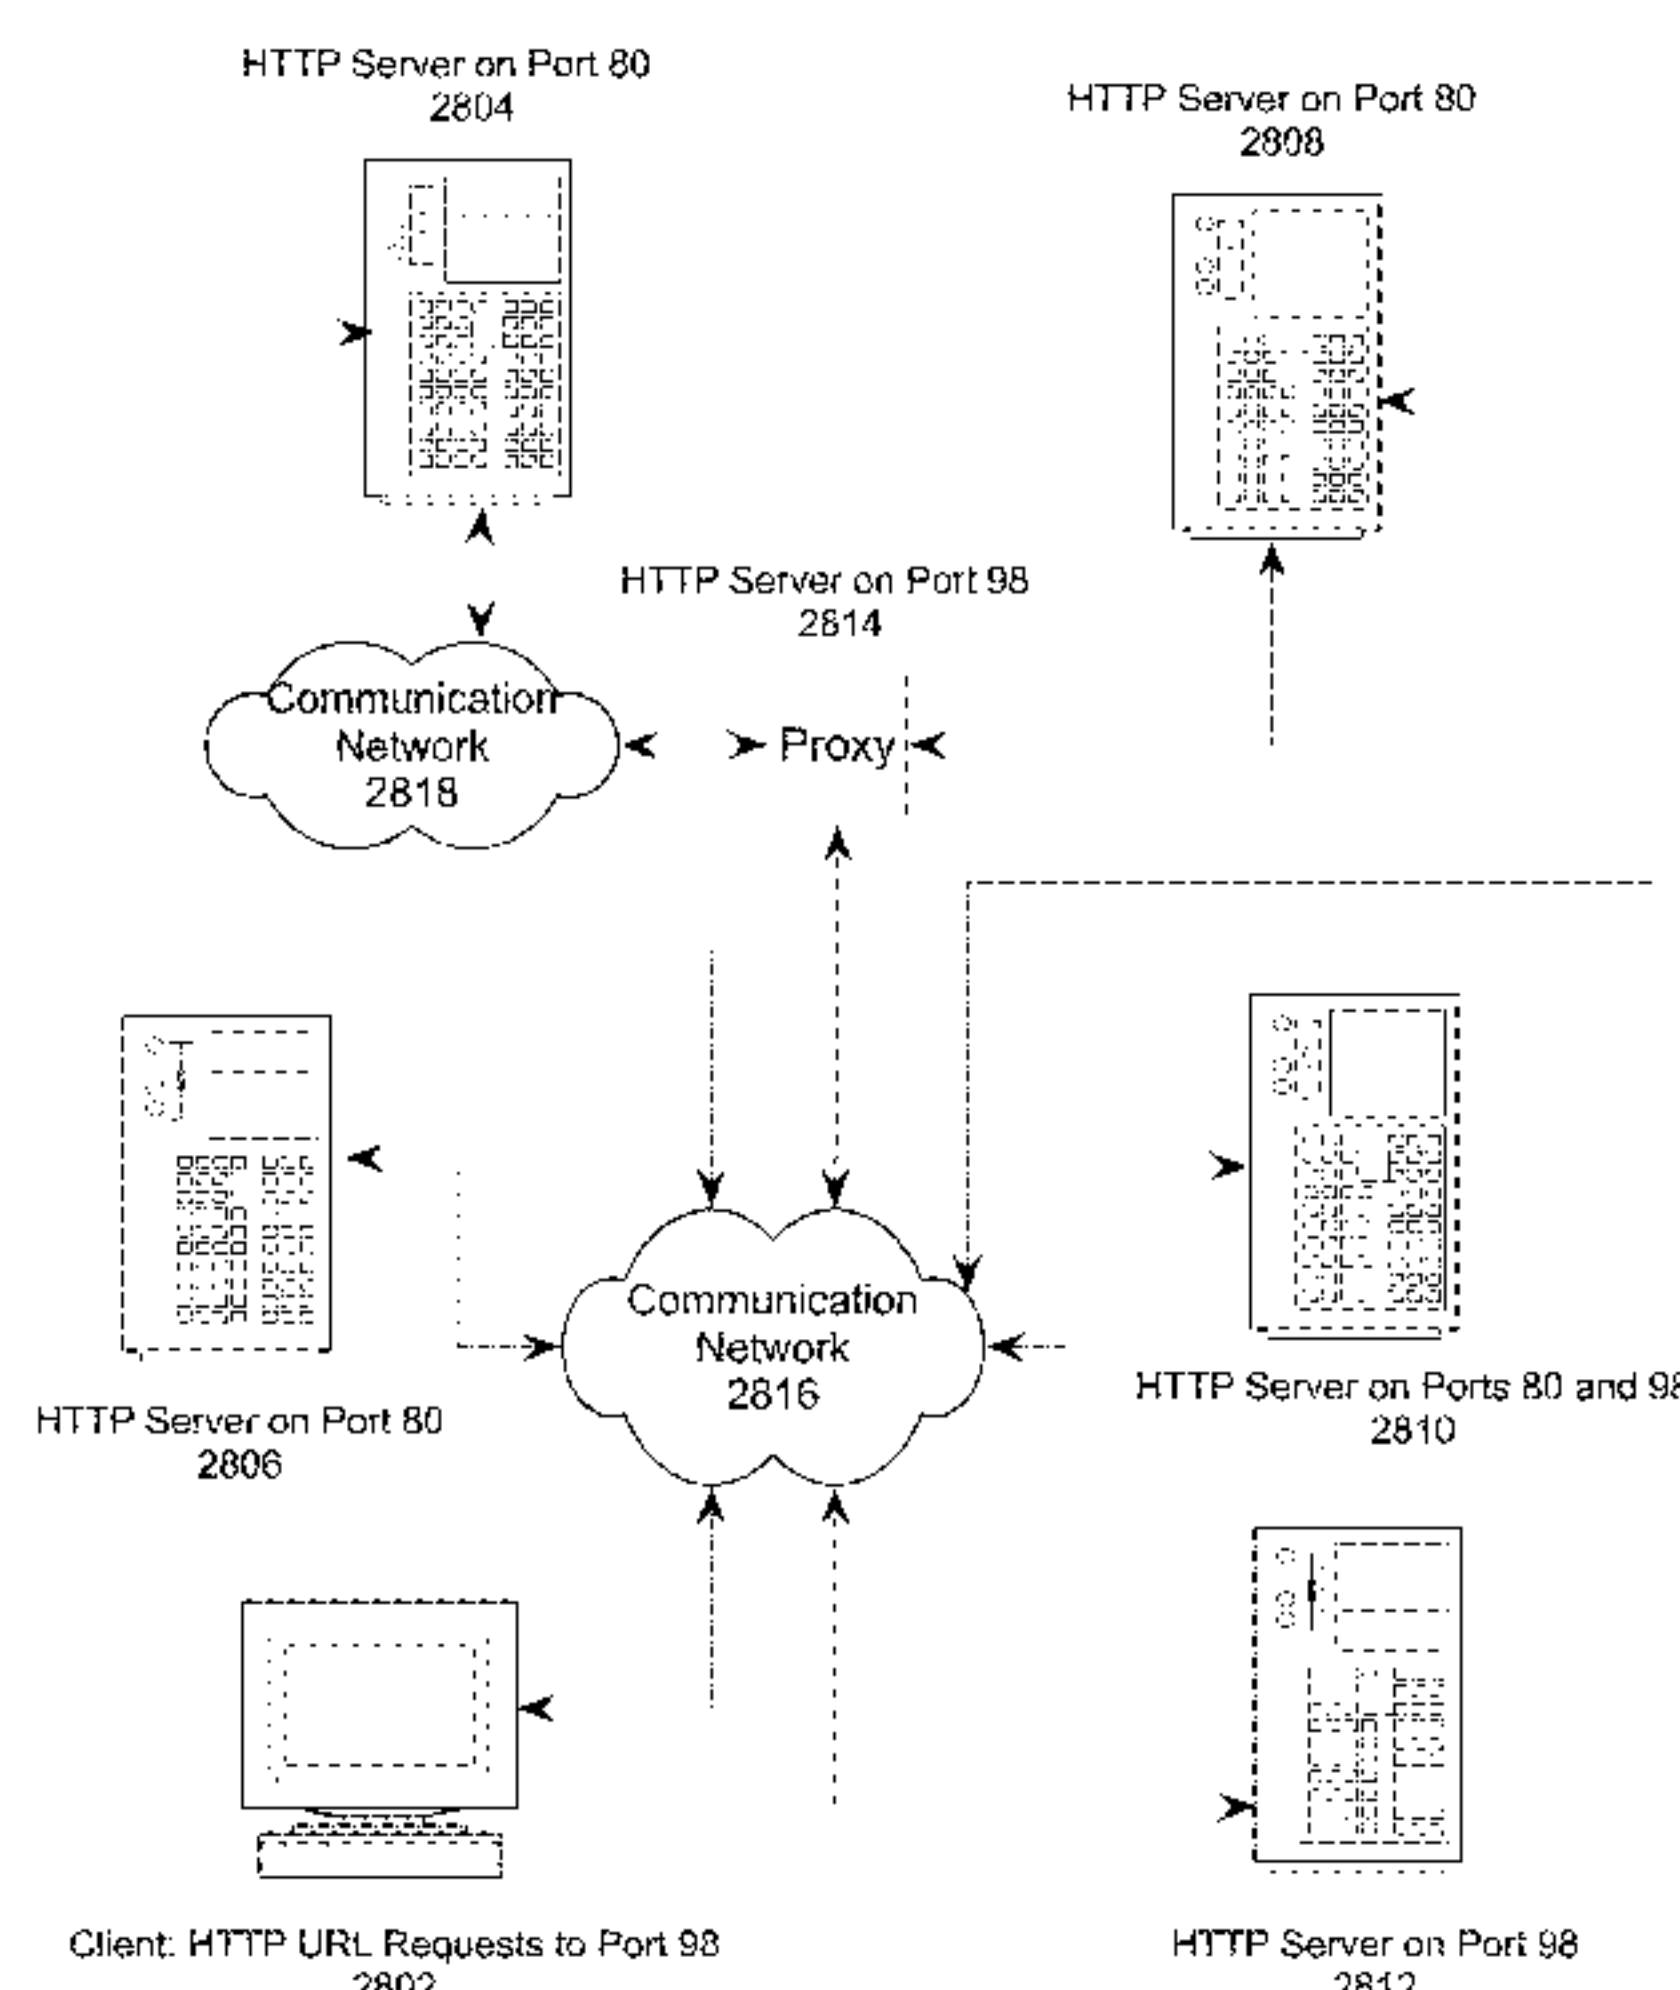 HTTP Server on Port 80
2804
HTTP Server on Port 80
2808
HTTP Server on Port 98
2814
Communication
Network
2818
Proxy
Communication
Network
2816
HTTP Server on Ports 80 and 98
2810
HTTP Server on Port 80
2806
Client: HTTP URL Requests to Port 98
2802
HTTP Server on Port 98
2812